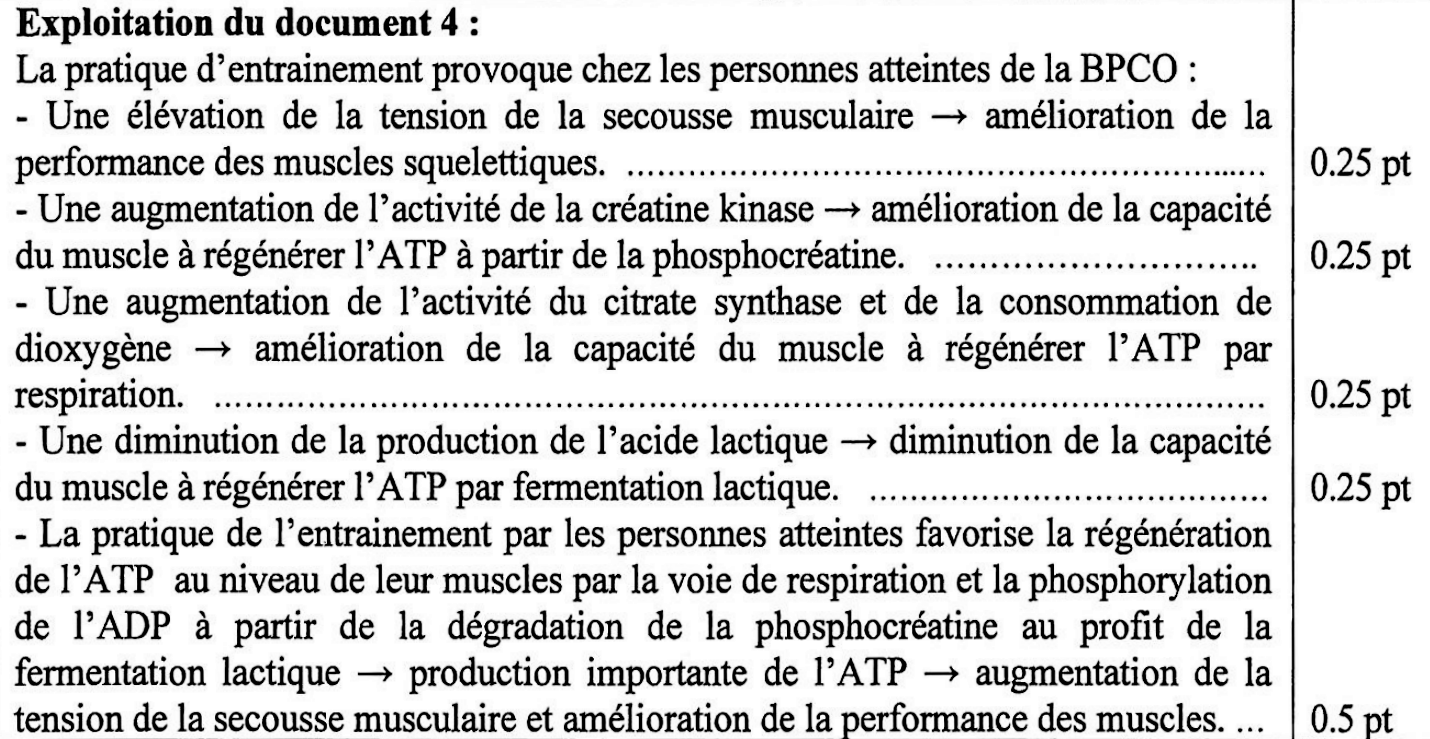 Exploitation du document 4 :
La pratique d'entrainement provoque chez les personnes atteintes de la BPCO :
- Une élévation de la tension de la secousse musculaire → amélioration de la
performance des muscles squelettiques. ........................................................... 0.25 pt
- Une augmentation de l'activité de la créatine kinase → amélioration de la capacité
du muscle à régénérer l'ATP à partir de la phosphocréatine. ............................. 0.25 pt
- Une augmentation de l'activité du citrate synthase et de la consommation de
dioxygène → amélioration de la capacité du muscle à régénérer l'ATP par
respiration. .................................................................................................. 0.25 pt
- Une diminution de la production de l'acide lactique → diminution de la capacité
du muscle à régénérer l'ATP par fermentation lactique. ..................................... 0.25 pt
- La pratique de l'entrainement par les personnes atteintes favorise la régénération
de l'ATP au niveau de leur muscles par la voie de respiration et la phosphorylation
de l'ADP à partir de la dégradation de la phosphocréatine au profit de la
fermentation lactique → production importante de l'ATP → augmentation de la
tension de la secousse musculaire et amélioration de la performance des muscles. ... 0.5 pt